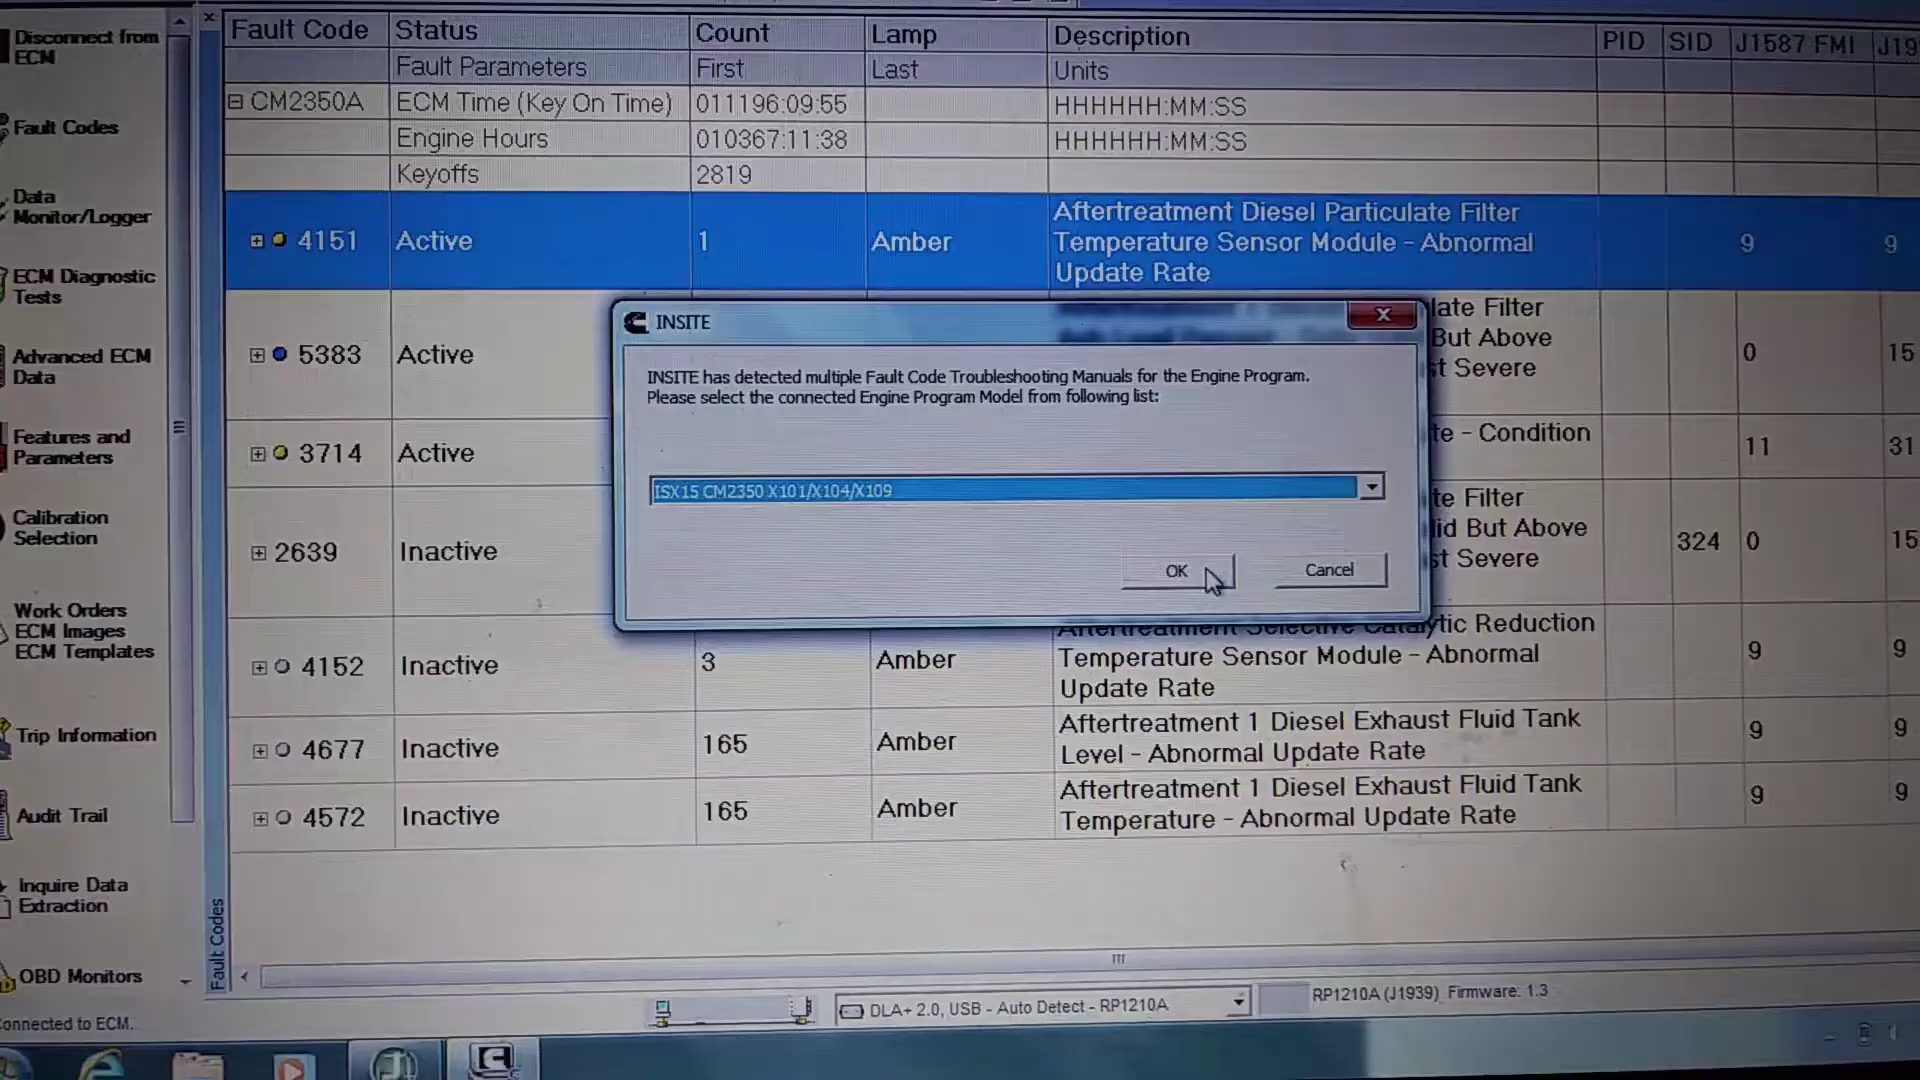 Disconnect from
ECM
Fault Codes
Data
Monitor/Logger
ECM Diagnostic
Tests
Advanced ECM
Data
Features and
Parameters
Calibration
Selection
Work Orders
ECM Images
ECM Templates
Trip Information
Audit Trail
Inquire Data
Extraction
OBD Monitors
Fault Codes
Fault Code Status Count Lamp Description PID SID J1587 FMI J19
Fault Parameters First Last Units
CM2350A ECM Time (Key On Time) 011196:09:55 HHHHHH:MM:SS
Engine Hours 010367:11:38 HHHHHH:MM:SS
Keyoffs 2819
4151 Active 1 Amber Aftertreatment Diesel Particulate Filter
Temperature Sensor Module - Abnormal
Update Rate 9 9
5383 Active late Filter
But Above
st Severe 0 15
3714 Active te - Condition 11 31
2639 Inactive te Filter
lid But Above
st Severe 324 0 15
4152 Inactive 3 Amber Aftertreatment Selective Catalytic Reduction
Temperature Sensor Module - Abnormal
Update Rate 9 9
4677 Inactive 165 Amber Aftertreatment 1 Diesel Exhaust Fluid Tank
Level - Abnormal Update Rate 9 9
4572 Inactive 165 Amber Aftertreatment 1 Diesel Exhaust Fluid Tank
Temperature - Abnormal Update Rate 9 9
INSITE
INSITE has detected multiple Fault Code Troubleshooting Manuals for the Engine Program.
Please select the connected Engine Program Model from following list:
ISX15 CM2350 X101/X104/X109
OK Cancel
onnected to ECM.
DLA+ 2.0, USB - Auto Detect - RP1210A
RP1210A (J1939) Firmware: 1.3